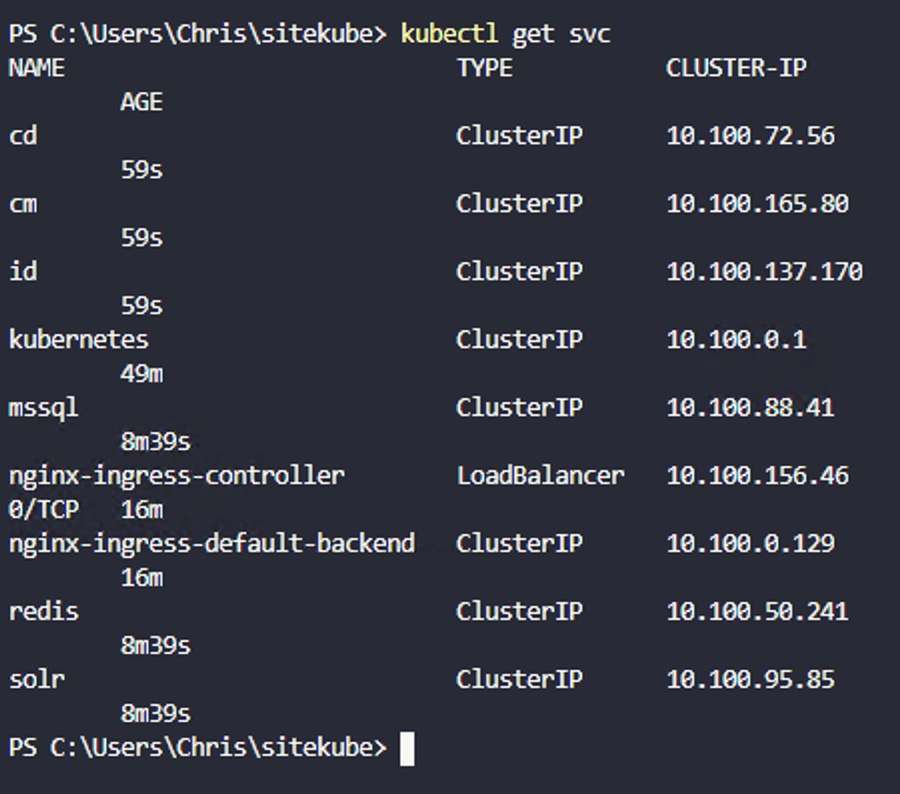 PS C:\Users\Chris\sitekube> kubectl get svc
NAME TYPE CLUSTER-IP
AGE
cd ClusterIP 10.100.72.56
59s
cm ClusterIP 10.100.165.80
59s
id ClusterIP 10.100.137.170
59s
kubernetes ClusterIP 10.100.0.1
49m
mssql ClusterIP 10.100.88.41
8m39s
nginx-ingress-controller LoadBalancer 10.100.156.46
0/TCP 16m
nginx-ingress-default-backend ClusterIP 10.100.0.129
16m
redis ClusterIP 10.100.50.241
8m39s
solr ClusterIP 10.100.95.85
8m39s
PS C:\Users\Chris\sitekube>